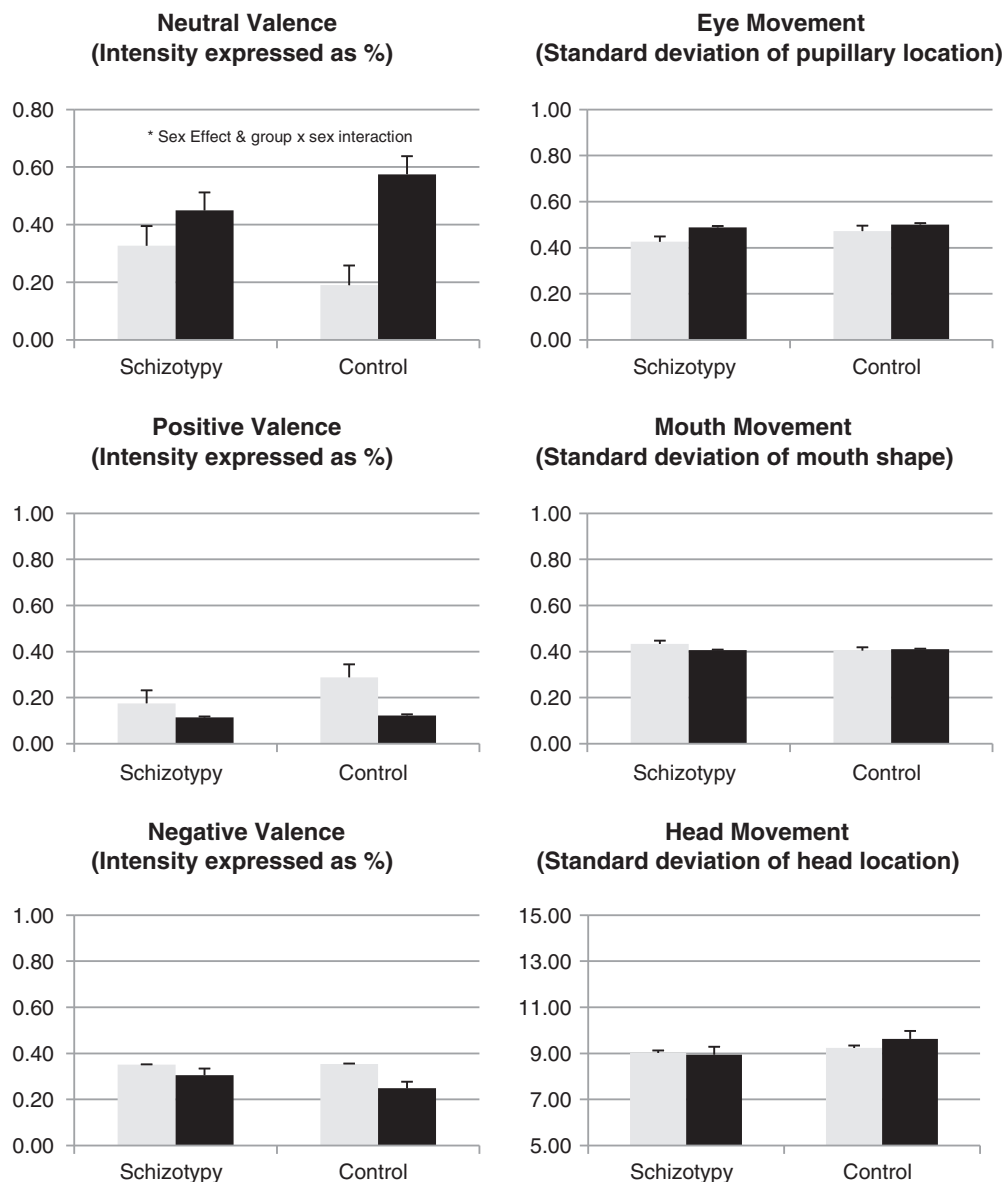 Neutral Valence
(Intensity expressed as %)
0.80
* Sex Effect & group x sex interaction
0.60
0.40
0.20
0.00
Schizotypy Control
Eye Movement
(Standard deviation of pupillary location)
1.00
0.80
0.60
0.40
0.20
0.00
Schizotypy Control
Positive Valence
(Intensity expressed as %)
1.00
0.80
0.60
0.40
0.20
0.00
Schizotypy Control
Mouth Movement
(Standard deviation of mouth shape)
1.00
0.80
0.60
0.40
0.20
0.00
Schizotypy Control
Negative Valence
(Intensity expressed as %)
1.00
0.80
0.60
0.40
0.20
0.00
Schizotypy Control
Head Movement
(Standard deviation of head location)
15.00
13.00
11.00
9.00
7.00
5.00
Schizotypy Control